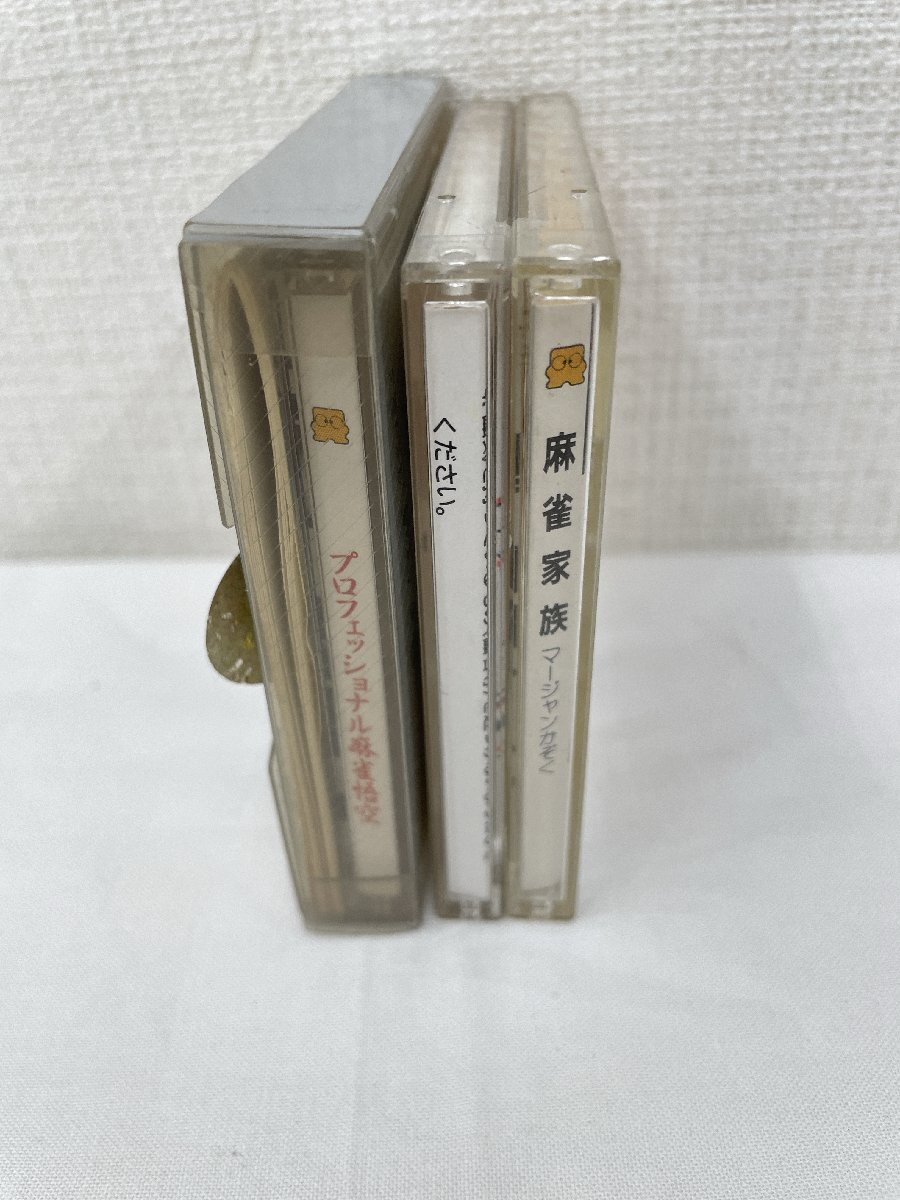 プロフェッショナル麻雀悟空
ください。
麻雀家族 マージャンかぞく